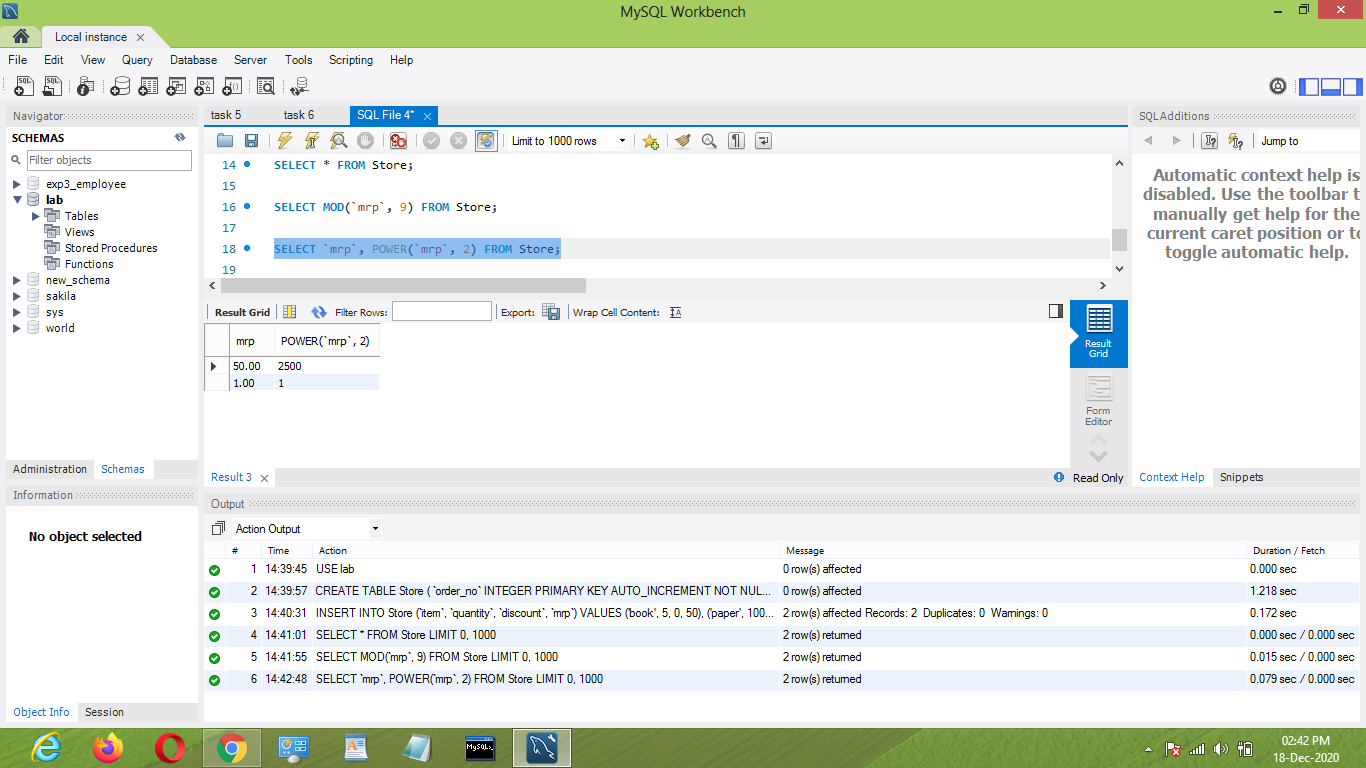 MySQL Workbench
Local instance
File Edit View Query Database Server Tools Scripting Help
Navigator
SCHEMAS
Filter objects
exp3_employee
lab
Tables
Views
Stored Procedures
Functions
new_schema
sakila
sys
world
Administration Schemas
Information
No object selected
Object Info Session
task 5 task 6 SQL File 4*
Limit to 1000 rows
14 SELECT * FROM Store;
15
16 SELECT MOD(`mrp`, 9) FROM Store;
17
18 SELECT `mrp`, POWER(`mrp`, 2) FROM Store;
19
Result Grid Filter Rows: Export: Wrap Cell Content:
mrp POWER(`mrp`, 2)
50.00 2500
1.00 1
Result Grid
Form Editor
Result 3 Read Only
SQLAdditions
Jump to
Automatic context help is
disabled. Use the toolbar t
manually get help for the
current caret position or to
toggle automatic help.
Context Help Snippets
Output
Action Output
# Time Action Message Duration / Fetch
1 14:39:45 USE lab 0 row(s) affected 0.000 sec
2 14:39:57 CREATE TABLE Store ( `order_no` INTEGER PRIMARY KEY AUTO_INCREMENT NOT NUL... 0 row(s) affected 1.218 sec
3 14:40:31 INSERT INTO Store (`item`, `quantity`, `discount`, `mrp`) VALUES ('book', 5, 0, 50), ('paper', 100... 2 row(s) affected Records: 2 Duplicates: 0 Warnings: 0 0.172 sec
4 14:41:01 SELECT * FROM Store LIMIT 0, 1000 2 row(s) returned 0.000 sec / 0.000 sec
5 14:41:55 SELECT MOD(`mrp`, 9) FROM Store LIMIT 0, 1000 2 row(s) returned 0.015 sec / 0.000 sec
6 14:42:48 SELECT `mrp`, POWER(`mrp`, 2) FROM Store LIMIT 0, 1000 2 row(s) returned 0.079 sec / 0.000 sec
02:42 PM
18-Dec-2020